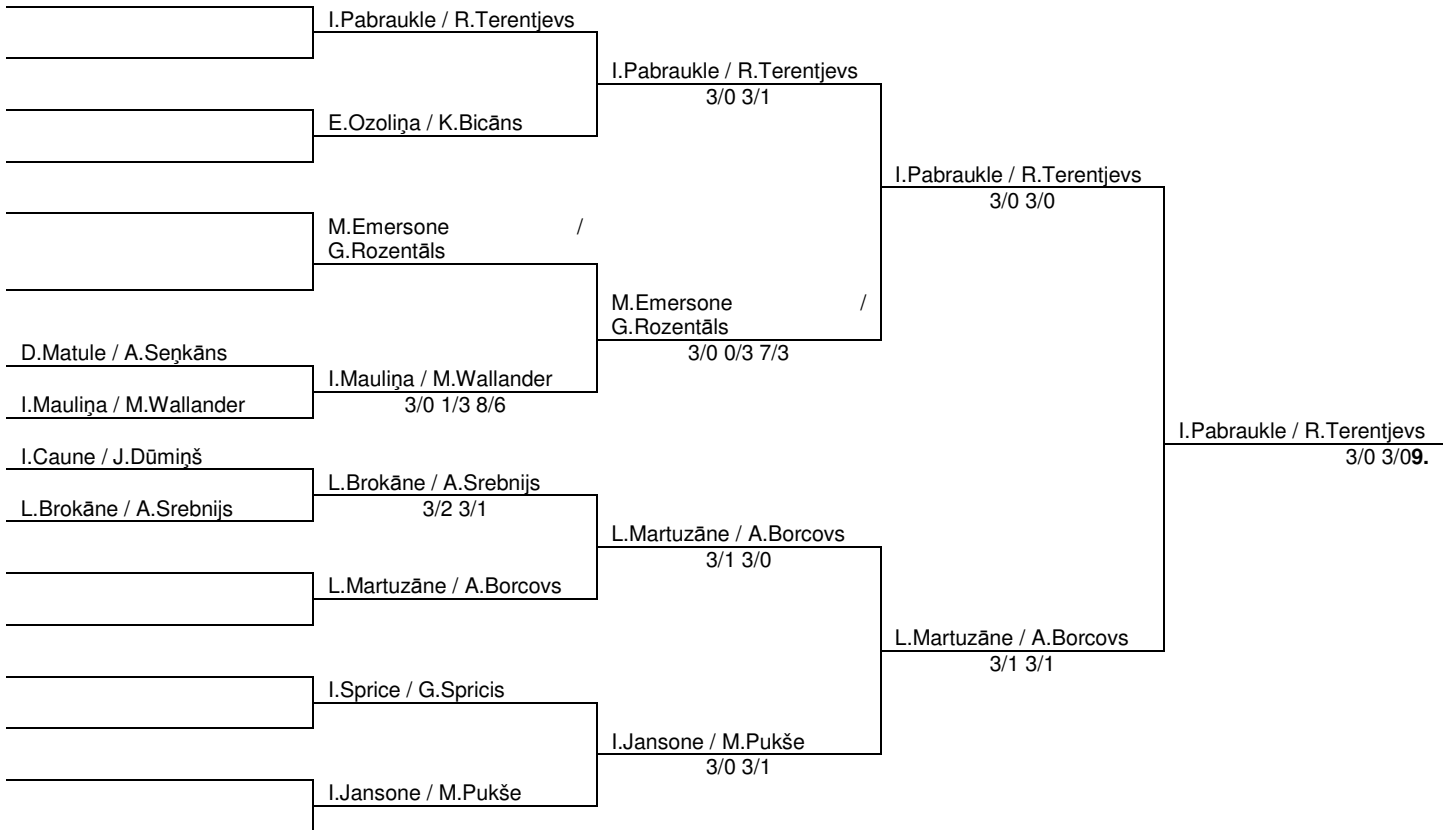 I.Pabraukle / R.Terentjevs
I.Pabraukle / R.Terentjevs
3/0 3/1
E.Ozoliņa / K.Bicāns
I.Pabraukle / R.Terentjevs
3/0 3/0
M.Emersone /
G.Rozentāls
M.Emersone /
G.Rozentāls
3/0 0/3 7/3
D.Matule / A.Seņkāns
I.Mauliņa / M.Wallander
3/0 1/3 8/6
I.Mauliņa / M.Wallander
I.Pabraukle / R.Terentjevs
3/0 3/09.
I.Caune / J.Dūmiņš
L.Brokāne / A.Srebnijs
3/2 3/1
L.Brokāne / A.Srebnijs
L.Martuzāne / A.Borcovs
3/1 3/0
L.Martuzāne / A.Borcovs
L.Martuzāne / A.Borcovs
3/1 3/1
I.Sprice / G.Spricis
I.Jansone / M.Pukše
3/0 3/1
I.Jansone / M.Pukše